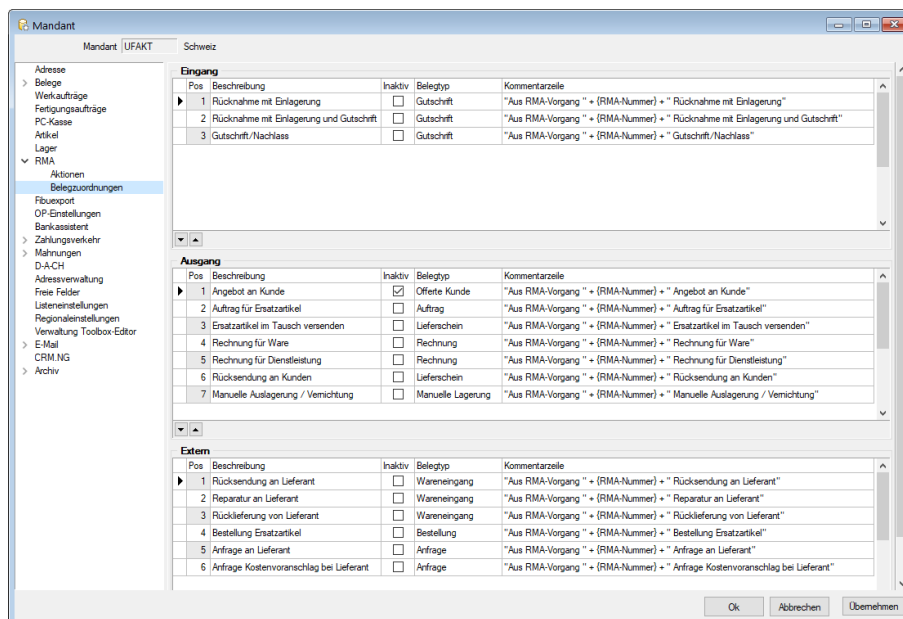 Mandant
Mandant UFAKT Schweiz
Adresse
Belege
Werkaufträge
Fertigungsaufträge
PC-Kasse
Artikel
Lager
RMA
Aktionen
Belegzuordnungen
Fibuexport
OP-Einstellungen
Bankassistent
Zahlungsverkehr
Mahnungen
D-A-CH
Adressverwaltung
Freie Felder
Listeneinstellungen
Regionaleinstellungen
Verwaltung Toolbox-Editor
E-Mail
CRM.NG
Archiv
Eingang
Pos Beschreibung Inaktiv Belegtyp Kommentarzeile
1 Rücknahme mit Einlagerung Gutschrift "Aus RMA-Vorgang " + {RMA-Nummer} + " Rücknahme mit Einlagerung"
2 Rücknahme mit Einlagerung und Gutschrift Gutschrift "Aus RMA-Vorgang " + {RMA-Nummer} + " Rücknahme mit Einlagerung und Gutschrift"
3 Gutschrift/Nachlass Gutschrift "Aus RMA-Vorgang " + {RMA-Nummer} + " Gutschrift/Nachlass"
Ausgang
Pos Beschreibung Inaktiv Belegtyp Kommentarzeile
1 Angebot an Kunde Offerte Kunde "Aus RMA-Vorgang " + {RMA-Nummer} + " Angebot an Kunde"
2 Auftrag für Ersatzartikel Auftrag "Aus RMA-Vorgang " + {RMA-Nummer} + " Auftrag für Ersatzartikel"
3 Ersatzartikel im Tausch versenden Lieferschein "Aus RMA-Vorgang " + {RMA-Nummer} + " Ersatzartikel im Tausch versenden"
4 Rechnung für Ware Rechnung "Aus RMA-Vorgang " + {RMA-Nummer} + " Rechnung für Ware"
5 Rechnung für Dienstleistung Rechnung "Aus RMA-Vorgang " + {RMA-Nummer} + " Rechnung für Dienstleistung"
6 Rücksendung an Kunden Lieferschein "Aus RMA-Vorgang " + {RMA-Nummer} + " Rücksendung an Kunden"
7 Manuelle Auslagerung / Vernichtung Manuelle Lagerung "Aus RMA-Vorgang " + {RMA-Nummer} + " Manuelle Auslagerung / Vernichtung"
Extern
Pos Beschreibung Inaktiv Belegtyp Kommentarzeile
1 Rücksendung an Lieferant Wareneingang "Aus RMA-Vorgang " + {RMA-Nummer} + " Rücksendung an Lieferant"
2 Reparatur an Lieferant Wareneingang "Aus RMA-Vorgang " + {RMA-Nummer} + " Reparatur an Lieferant"
3 Rücklieferung von Lieferant Wareneingang "Aus RMA-Vorgang " + {RMA-Nummer} + " Rücklieferung von Lieferant"
4 Bestellung Ersatzartikel Bestellung "Aus RMA-Vorgang " + {RMA-Nummer} + " Bestellung Ersatzartikel"
5 Anfrage an Lieferant Anfrage "Aus RMA-Vorgang " + {RMA-Nummer} + " Anfrage an Lieferant"
6 Anfrage Kostenvoranschlag bei Lieferant Anfrage "Aus RMA-Vorgang " + {RMA-Nummer} + " Anfrage Kostenvoranschlag bei Lieferant"
Ok Abbrechen Übernehmen